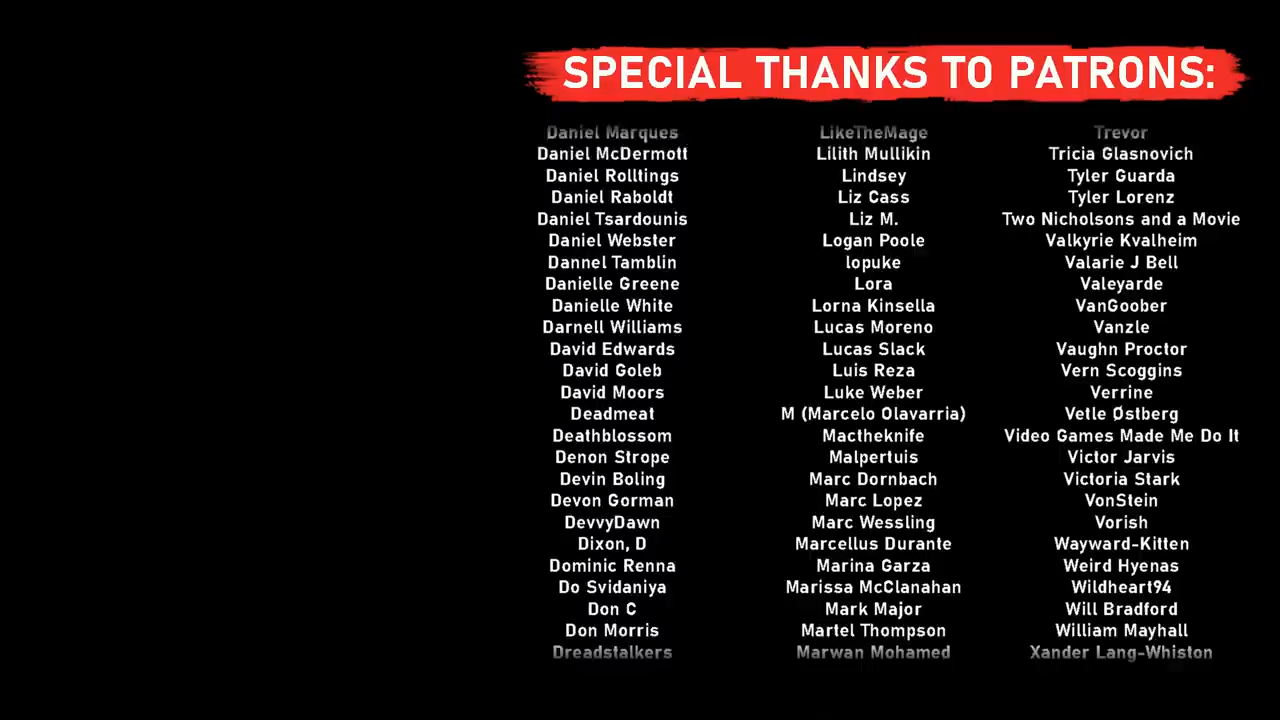 SPECIAL THANKS TO PATRONS:
Daniel Marques
Daniel McDermott
Daniel Rolltings
Daniel Raboldt
Daniel Tsardounis
Daniel Webster
Dannel Tamblin
Danielle Greene
Danielle White
Darnell Williams
David Edwards
David Goleb
David Moors
Deadmeat
Deathblossom
Denon Strope
Devin Boling
Devon Gorman
DevvyDawn
Dixon, D
Dominic Renna
Do Svidaniya
Don C
Don Morris
Dreadstalkers
LikeTheMage
Lilith Mullikin
Lindsey
Liz Cass
Liz M.
Logan Poole
lopuke
Lora
Lorna Kinsella
Lucas Moreno
Lucas Slack
Luis Reza
Luke Weber
M (Marcelo Olavarria)
Mactheknife
Malpertuis
Marc Dornbach
Marc Lopez
Marc Wessling
Marcellus Durante
Marina Garza
Marissa McClanahan
Mark Major
Martel Thompson
Marwan Mohamed
Trevor
Tricia Glasnovich
Tyler Guarda
Tyler Lorenz
Two Nicholsons and a Movie
Valkyrie Kvalheim
Valarie J Bell
Valeyarde
VanGoober
Vanzle
Vaughn Proctor
Vern Scoggins
Verrine
Vetle Østberg
Video Games Made Me Do It
Victor Jarvis
Victoria Stark
VonStein
Vorish
Wayward-Kitten
Weird Hyenas
Wildheart94
Will Bradford
William Mayhall
Xander Lang-Whiston